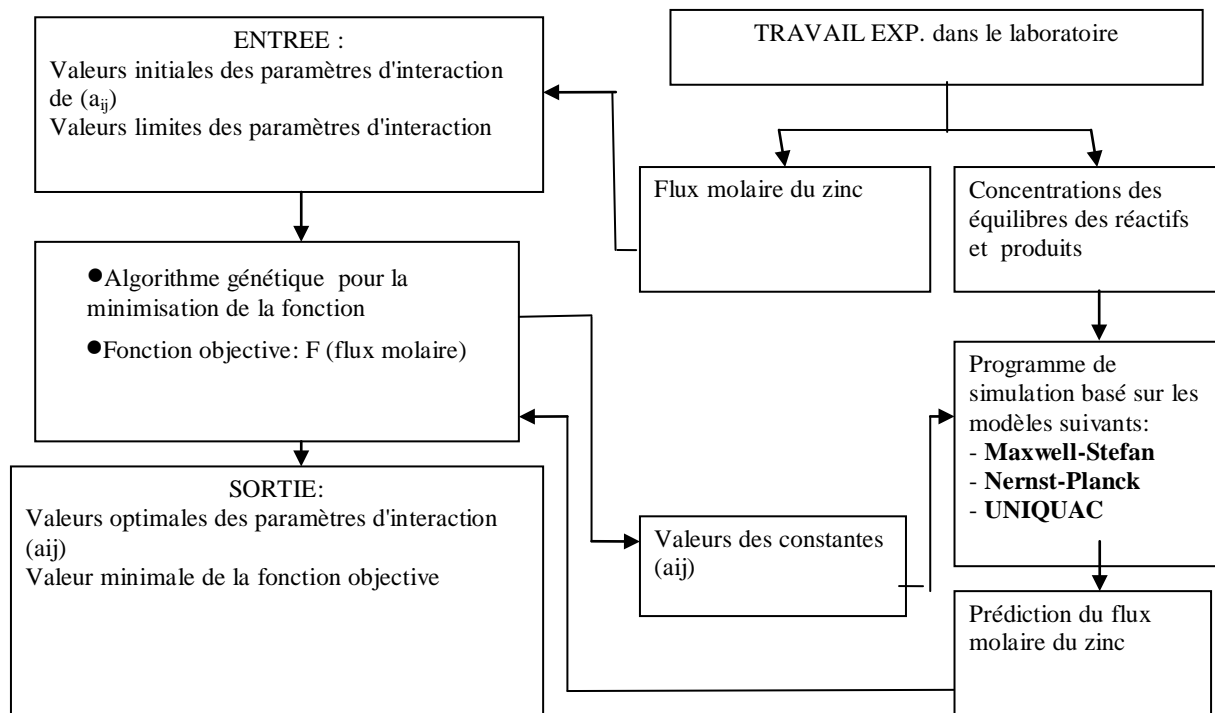 ENTREE :
Valeurs initiales des paramètres d'interaction
de (aij)
Valeurs limites des paramètres d'interaction
TRAVAIL EXP. dans le laboratoire
Flux molaire du zinc
Concentrations des
équilibres des réactifs
et produits
●Algorithme génétique pour la
minimisation de la fonction
●Fonction objective: F (flux molaire)
Programme de
simulation basé sur les
modèles suivants:
- Maxwell-Stefan
- Nernst-Planck
- UNIQUAC
SORTIE:
Valeurs optimales des paramètres d'interaction
(aij)
Valeur minimale de la fonction objective
Valeurs des constantes
(aij)
Prédiction du flux
molaire du zinc